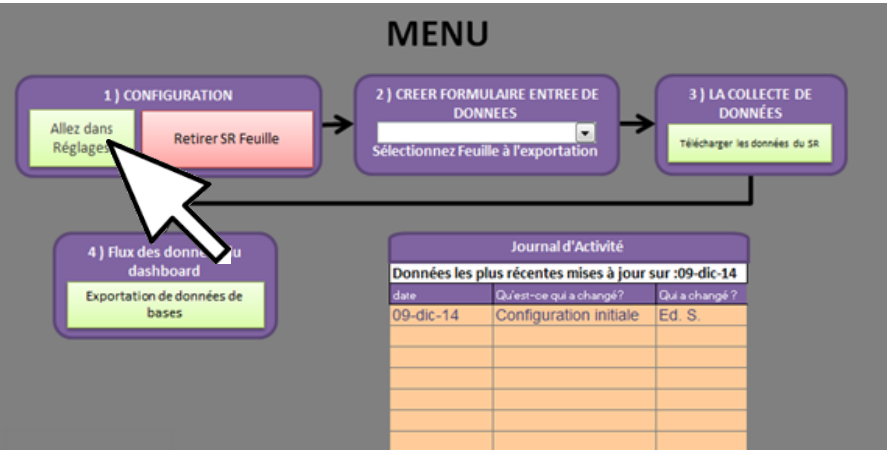 MENU
1 ) CONFIGURATION
Allez dans
Réglages
Retirer SR Feuille
2 ) CREER FORMULAIRE ENTREE DE
DONNEES
Sélectionnez Feuille à l'exportation
3 ) LA COLLECTE DE
DONNÉES
Télécharger les données du SR
4 ) Flux des données du
dashboard
Exportation de données de
bases
Journal d'Activité
Données les plus récentes mises à jour sur :09-dic-14
date Qu'est-ce qui a changé? Qui a changé ?
09-dic-14 Configuration initiale Ed. S.